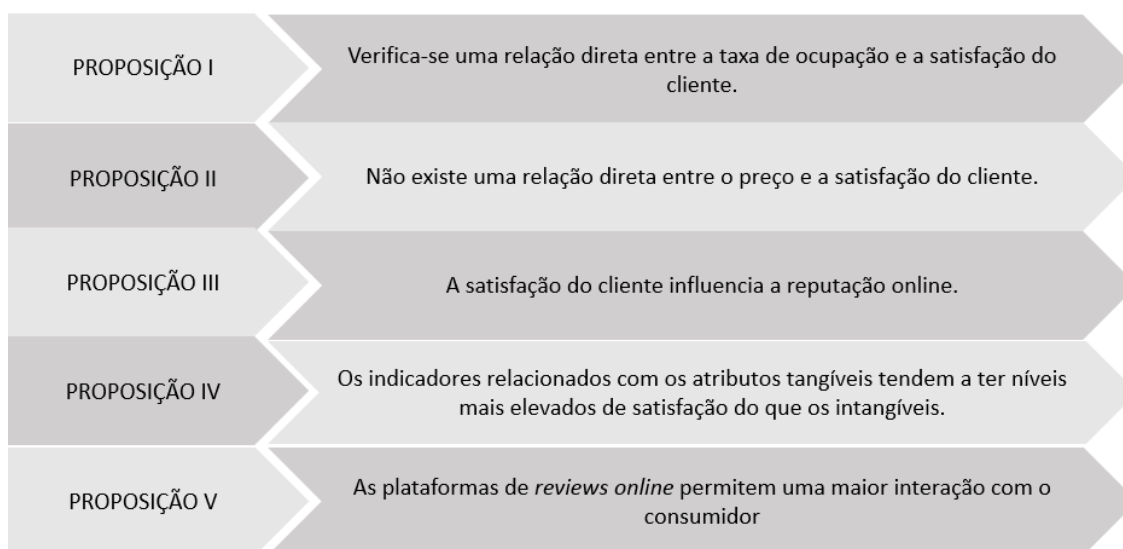 PROPOSIÇÃO I
Verifica-se uma relação direta entre a taxa de ocupação e a satisfação do
cliente.
PROPOSIÇÃO II
Não existe uma relação direta entre o preço e a satisfação do cliente.
PROPOSIÇÃO III
A satisfação do cliente influencia a reputação online.
PROPOSIÇÃO IV
Os indicadores relacionados com os atributos tangíveis tendem a ter níveis
mais elevados de satisfação do que os intangíveis.
PROPOSIÇÃO V
As plataformas de reviews online permitem uma maior interação com o
consumidor